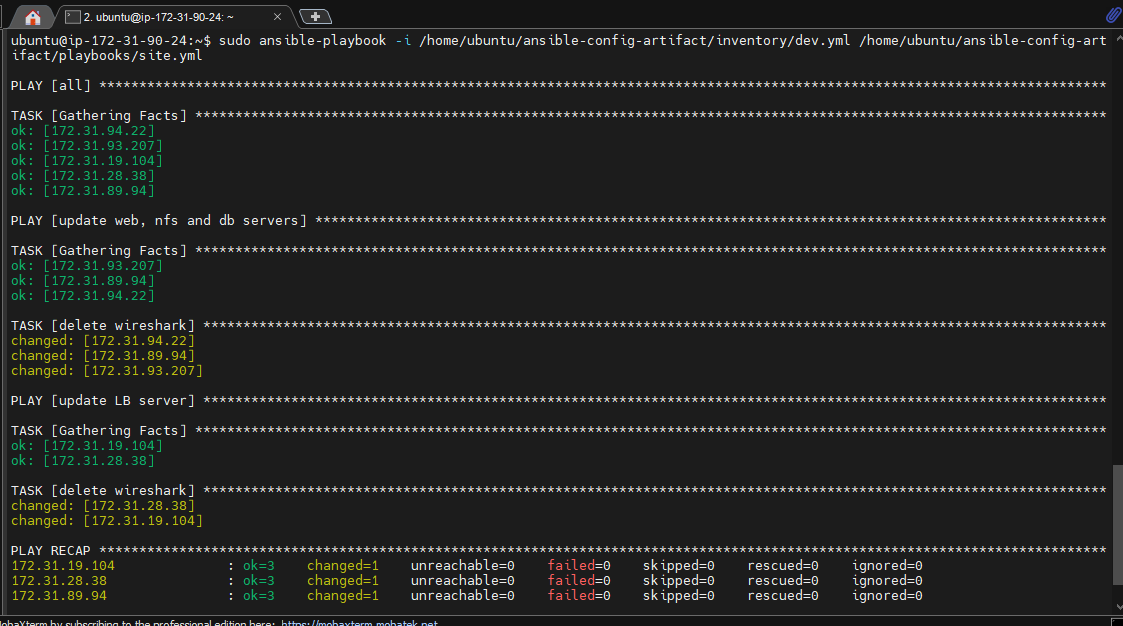 2. ubuntu@ip-172-31-90-24: ~
ubuntu@ip-172-31-90-24:~$ sudo ansible-playbook -i /home/ubuntu/ansible-config-artifact/inventory/dev.yml /home/ubuntu/ansible-config-art
ifact/playbooks/site.yml
PLAY [all] ******************************************************************************************************************************
TASK [Gathering Facts] ******************************************************************************************************************
ok: [172.31.94.22]
ok: [172.31.93.207]
ok: [172.31.19.104]
ok: [172.31.28.38]
ok: [172.31.89.94]
PLAY [update web, nfs and db servers] ***************************************************************************************************
TASK [Gathering Facts] ******************************************************************************************************************
ok: [172.31.93.207]
ok: [172.31.89.94]
ok: [172.31.94.22]
TASK [delete wireshark] *****************************************************************************************************************
changed: [172.31.94.22]
changed: [172.31.89.94]
changed: [172.31.93.207]
PLAY [update LB server] *****************************************************************************************************************
TASK [Gathering Facts] ******************************************************************************************************************
ok: [172.31.19.104]
ok: [172.31.28.38]
TASK [delete wireshark] *****************************************************************************************************************
changed: [172.31.28.38]
changed: [172.31.19.104]
PLAY RECAP ******************************************************************************************************************************
172.31.19.104 : ok=3 changed=1 unreachable=0 failed=0 skipped=0 rescued=0 ignored=0
172.31.28.38 : ok=3 changed=1 unreachable=0 failed=0 skipped=0 rescued=0 ignored=0
172.31.89.94 : ok=3 changed=1 unreachable=0 failed=0 skipped=0 rescued=0 ignored=0
obaXterm by subscribing to the professional edition here: https://mobaxterm.mobatek.net